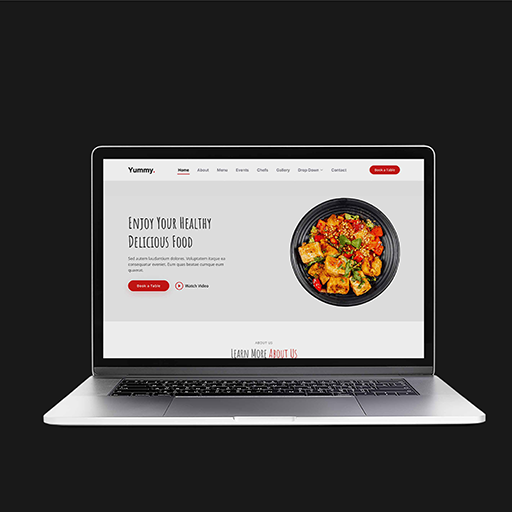 Yummy.
Home About Menu Events Chefs Gallery Drop Down Contact
Book a Table
Enjoy Your Healthy
Delicious Food
Sed autem laudantium dolores. Voluptatem itaque ea
consequatur eveniet. Eum quas beatae cumque eum
quaerat.
Book a Table
Watch Video
ABOUT US
Learn More About Us